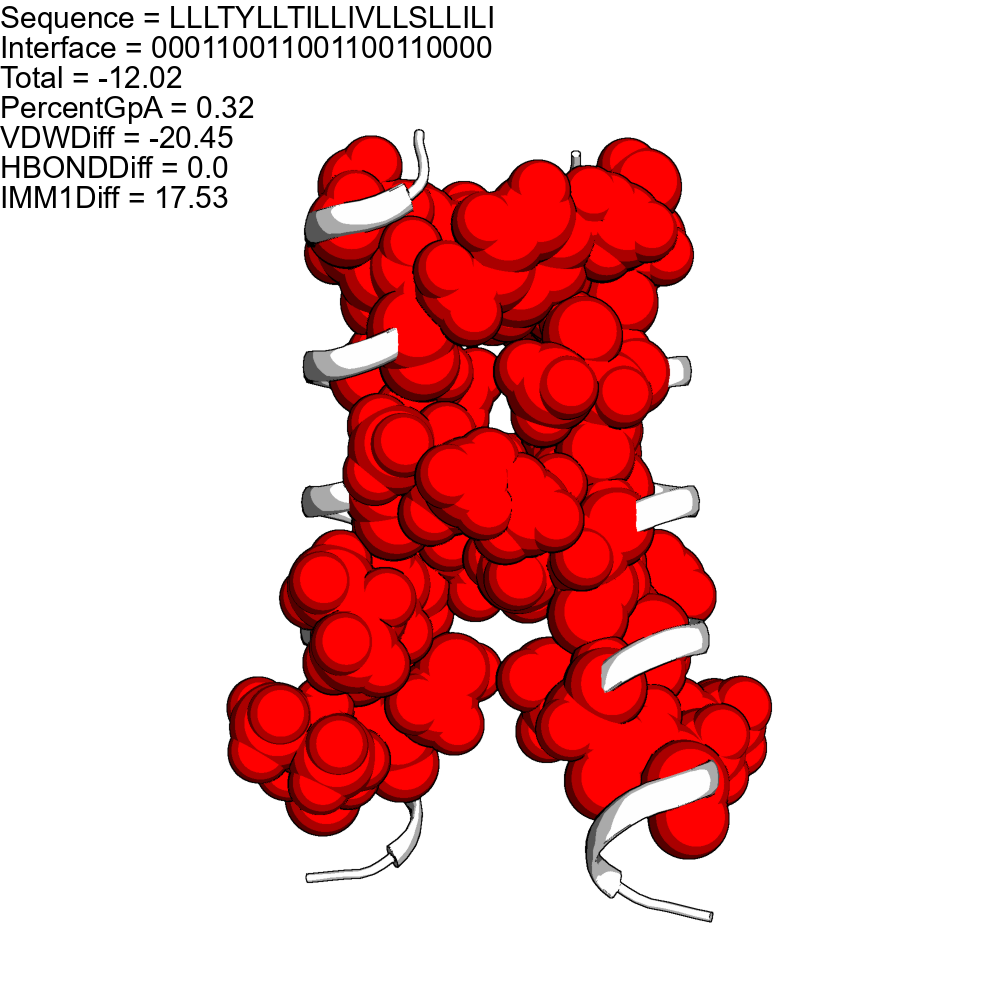 Sequence = LLLTYLLTILLIVLLSLLILI
Interface = 000110011001100110000
Total = -12.02
PercentGpA = 0.32
VDWDiff = -20.45
HBONDDiff = 0.0
IMM1Diff = 17.53